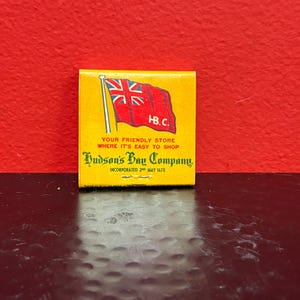 H.B.C.
YOUR FRIENDLY STORE
WHERE IT'S EASY TO SHOP
Hudson's Bay Company
INCORPORATED 2ND MAY 1670